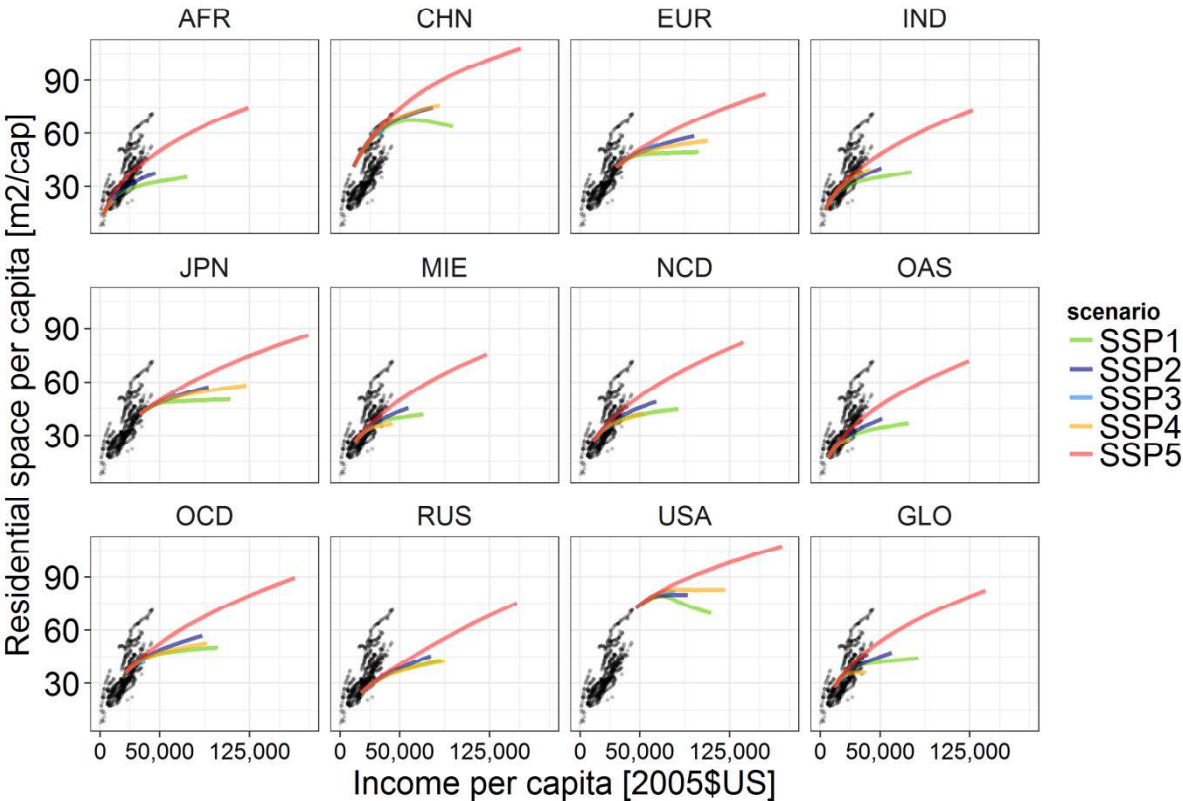 AFR CHN EUR IND
90
60
30
JPN MIE NCD OAS
90
60
30
OCD RUS USA GLO
90
60
30
0 50,000 125,000 0 50,000 125,000 0 50,000 125,000 0 50,000 125,000
Income per capita [2005$US]
Residential space per capita [m2/cap]
scenario
SSP1
SSP2
SSP3
SSP4
SSP5